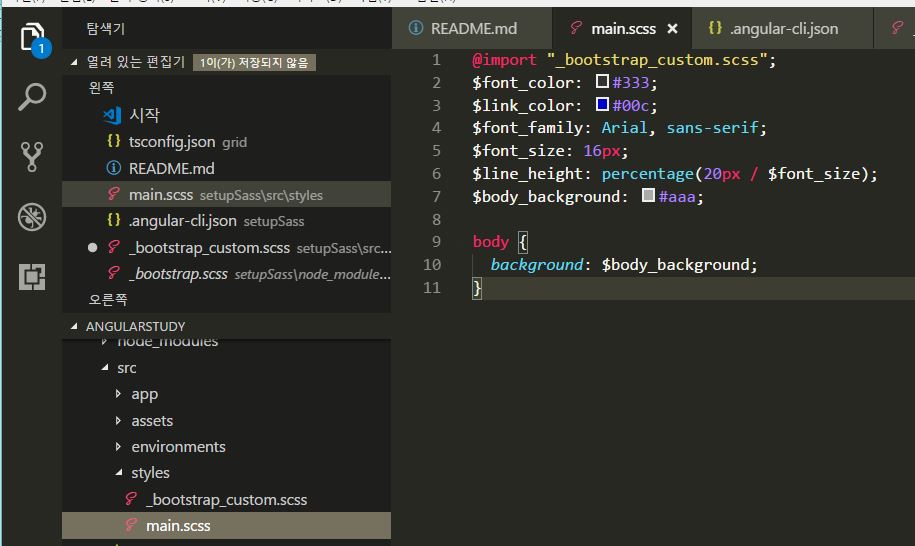 탐색기
열려 있는 편집기 1이(가) 저장되지 않음
왼쪽
시작
{} tsconfig.json grid
README.md
main.scss setupSass\src\styles
{} .angular-cli.json setupSass
_bootstrap_custom.scss setupSass\src...
_bootstrap.scss setupSass\node_module...
오른쪽
ANGULARSTUDY
node_modules
src
app
assets
environments
styles
_bootstrap_custom.scss
main.scss
1
README.md main.scss × {} .angular-cli.json
1 @import "_bootstrap_custom.scss";
2 $font_color: #333;
3 $link_color: #00c;
4 $font_family: Arial, sans-serif;
5 $font_size: 16px;
6 $line_height: percentage(20px / $font_size);
7 $body_background: #aaa;
8
9 body {
10 background: $body_background;
11 }